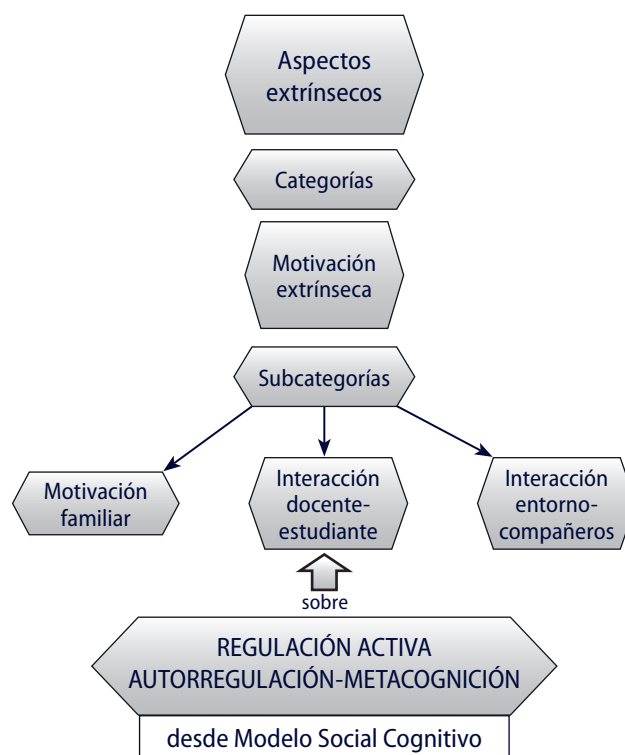 Aspectos
extrínsecos
Categorías
Motivación
extrínseca
Subcategorías
Motivación
familiar
Interacción
docente-
estudiante
Interacción
entorno-
compañeros
sobre
REGULACIÓN ACTIVA
AUTORREGULACIÓN-METACOGNICIÓN
desde Modelo Social Cognitivo